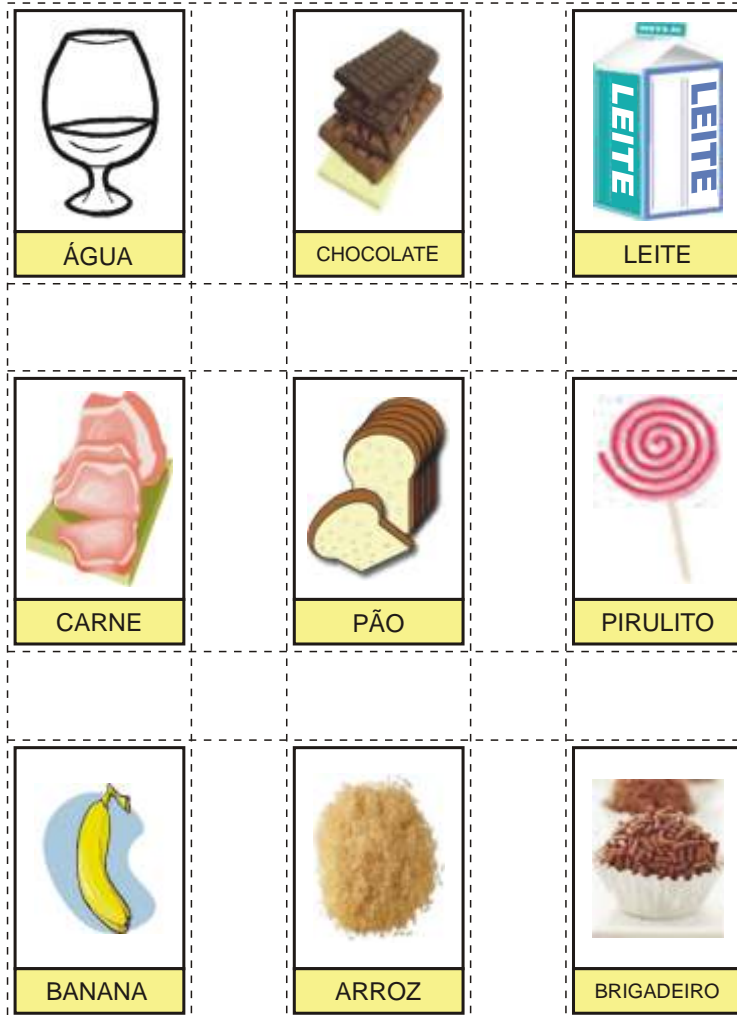 LEITE LEITE
ÁGUA CHOCOLATE LEITE
CARNE PÃO PIRULITO
BANANA ARROZ BRIGADEIRO